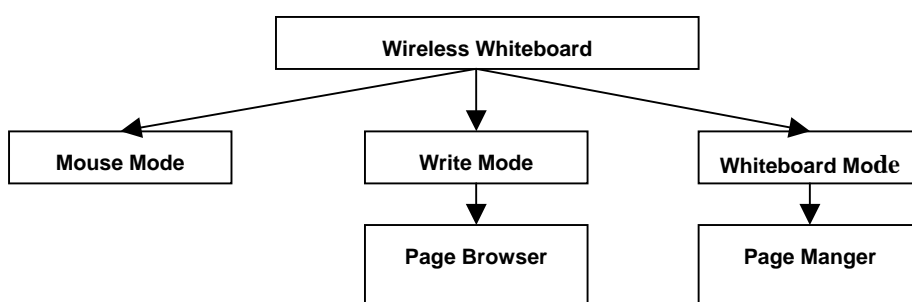 Wireless Whiteboard
Mouse Mode
Write Mode
Whiteboard Mode
Page Browser
Page Manger